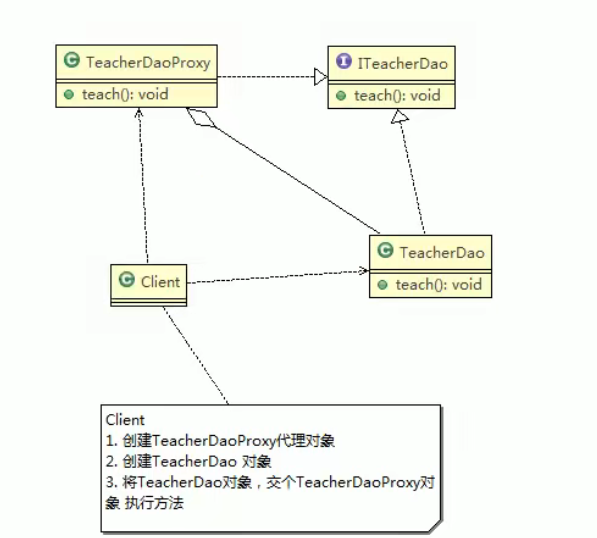 TeacherDaoProxy
teach(): void
ITeacherDao
teach(): void
TeacherDao
teach(): void
Client
Client
1. 创建TeacherDaoProxy代理对象
2. 创建TeacherDao 对象
3. 将TeacherDao对象，交个TeacherDaoProxy对
象 执行方法